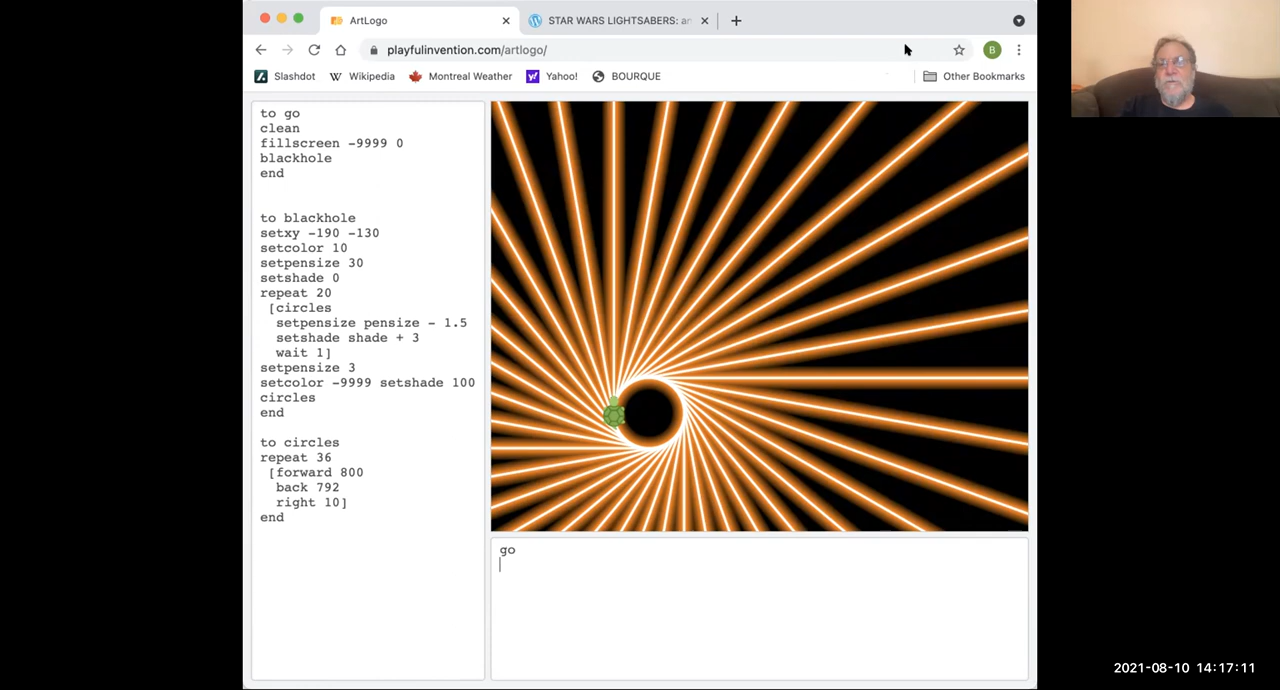 ArtLogo
STAR WARS LIGHTSABERS: an
playfulinvention.com/artlogo/
B
Slashdot
W Wikipedia
Montreal Weather
Yahoo!
BOURQUE
Other Bookmarks
to go
clean
fillscreen -9999 0
blackhole
end
to blackhole
setxy -190 -130
setcolor 10
setpensize 30
setshade 0
repeat 20
[circles
setpensize pensize - 1.5
setshade shade + 3
wait 1]
setpensize 3
setcolor -9999 setshade 100
circles
end
to circles
repeat 36
[forward 800
back 792
right 10]
end
go
2021-08-10 14:17:11